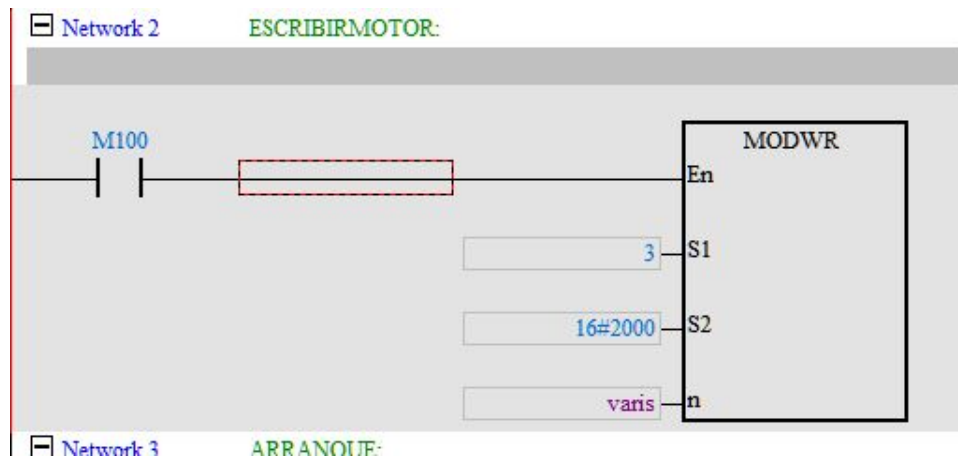 Network 2 ESCRIBIRMOTOR:
M100
MODWR
En
3 S1
16#2000 S2
varis n
Network 3 ARRANQUE: